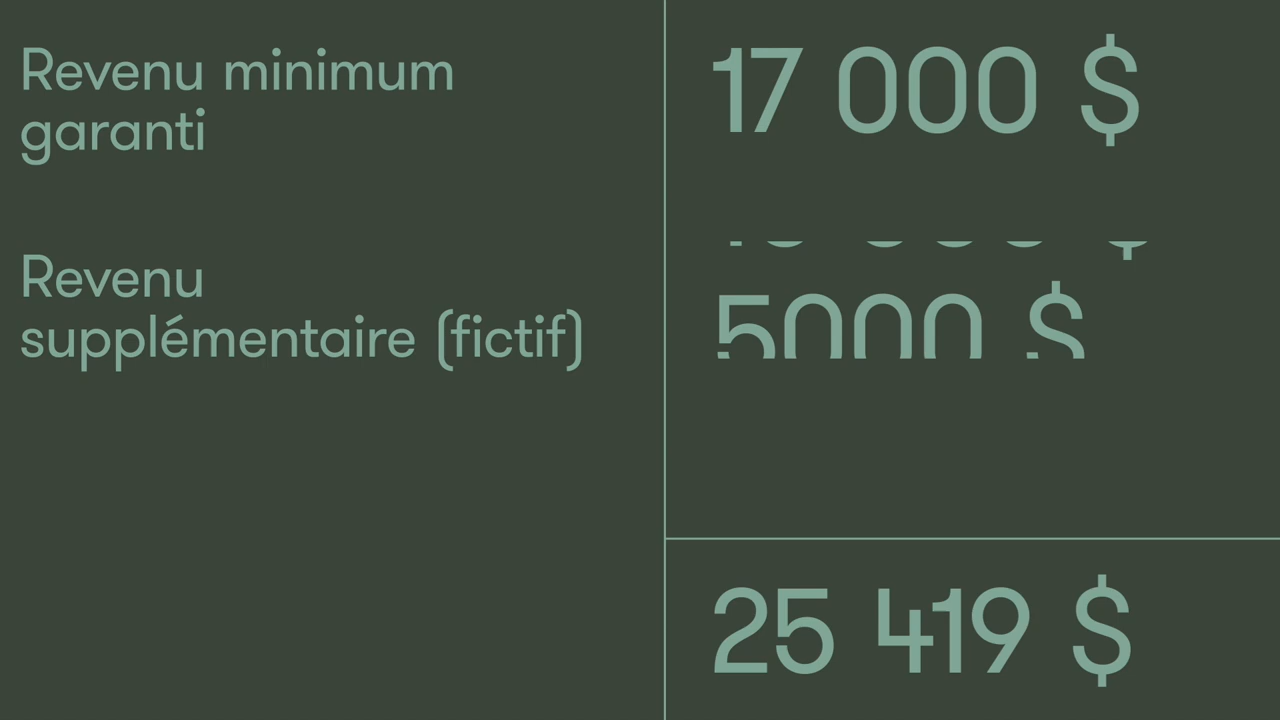 Revenu minimum
garanti
17 000 $
Revenu
supplémentaire (fictif)
5000 $
25 419 $